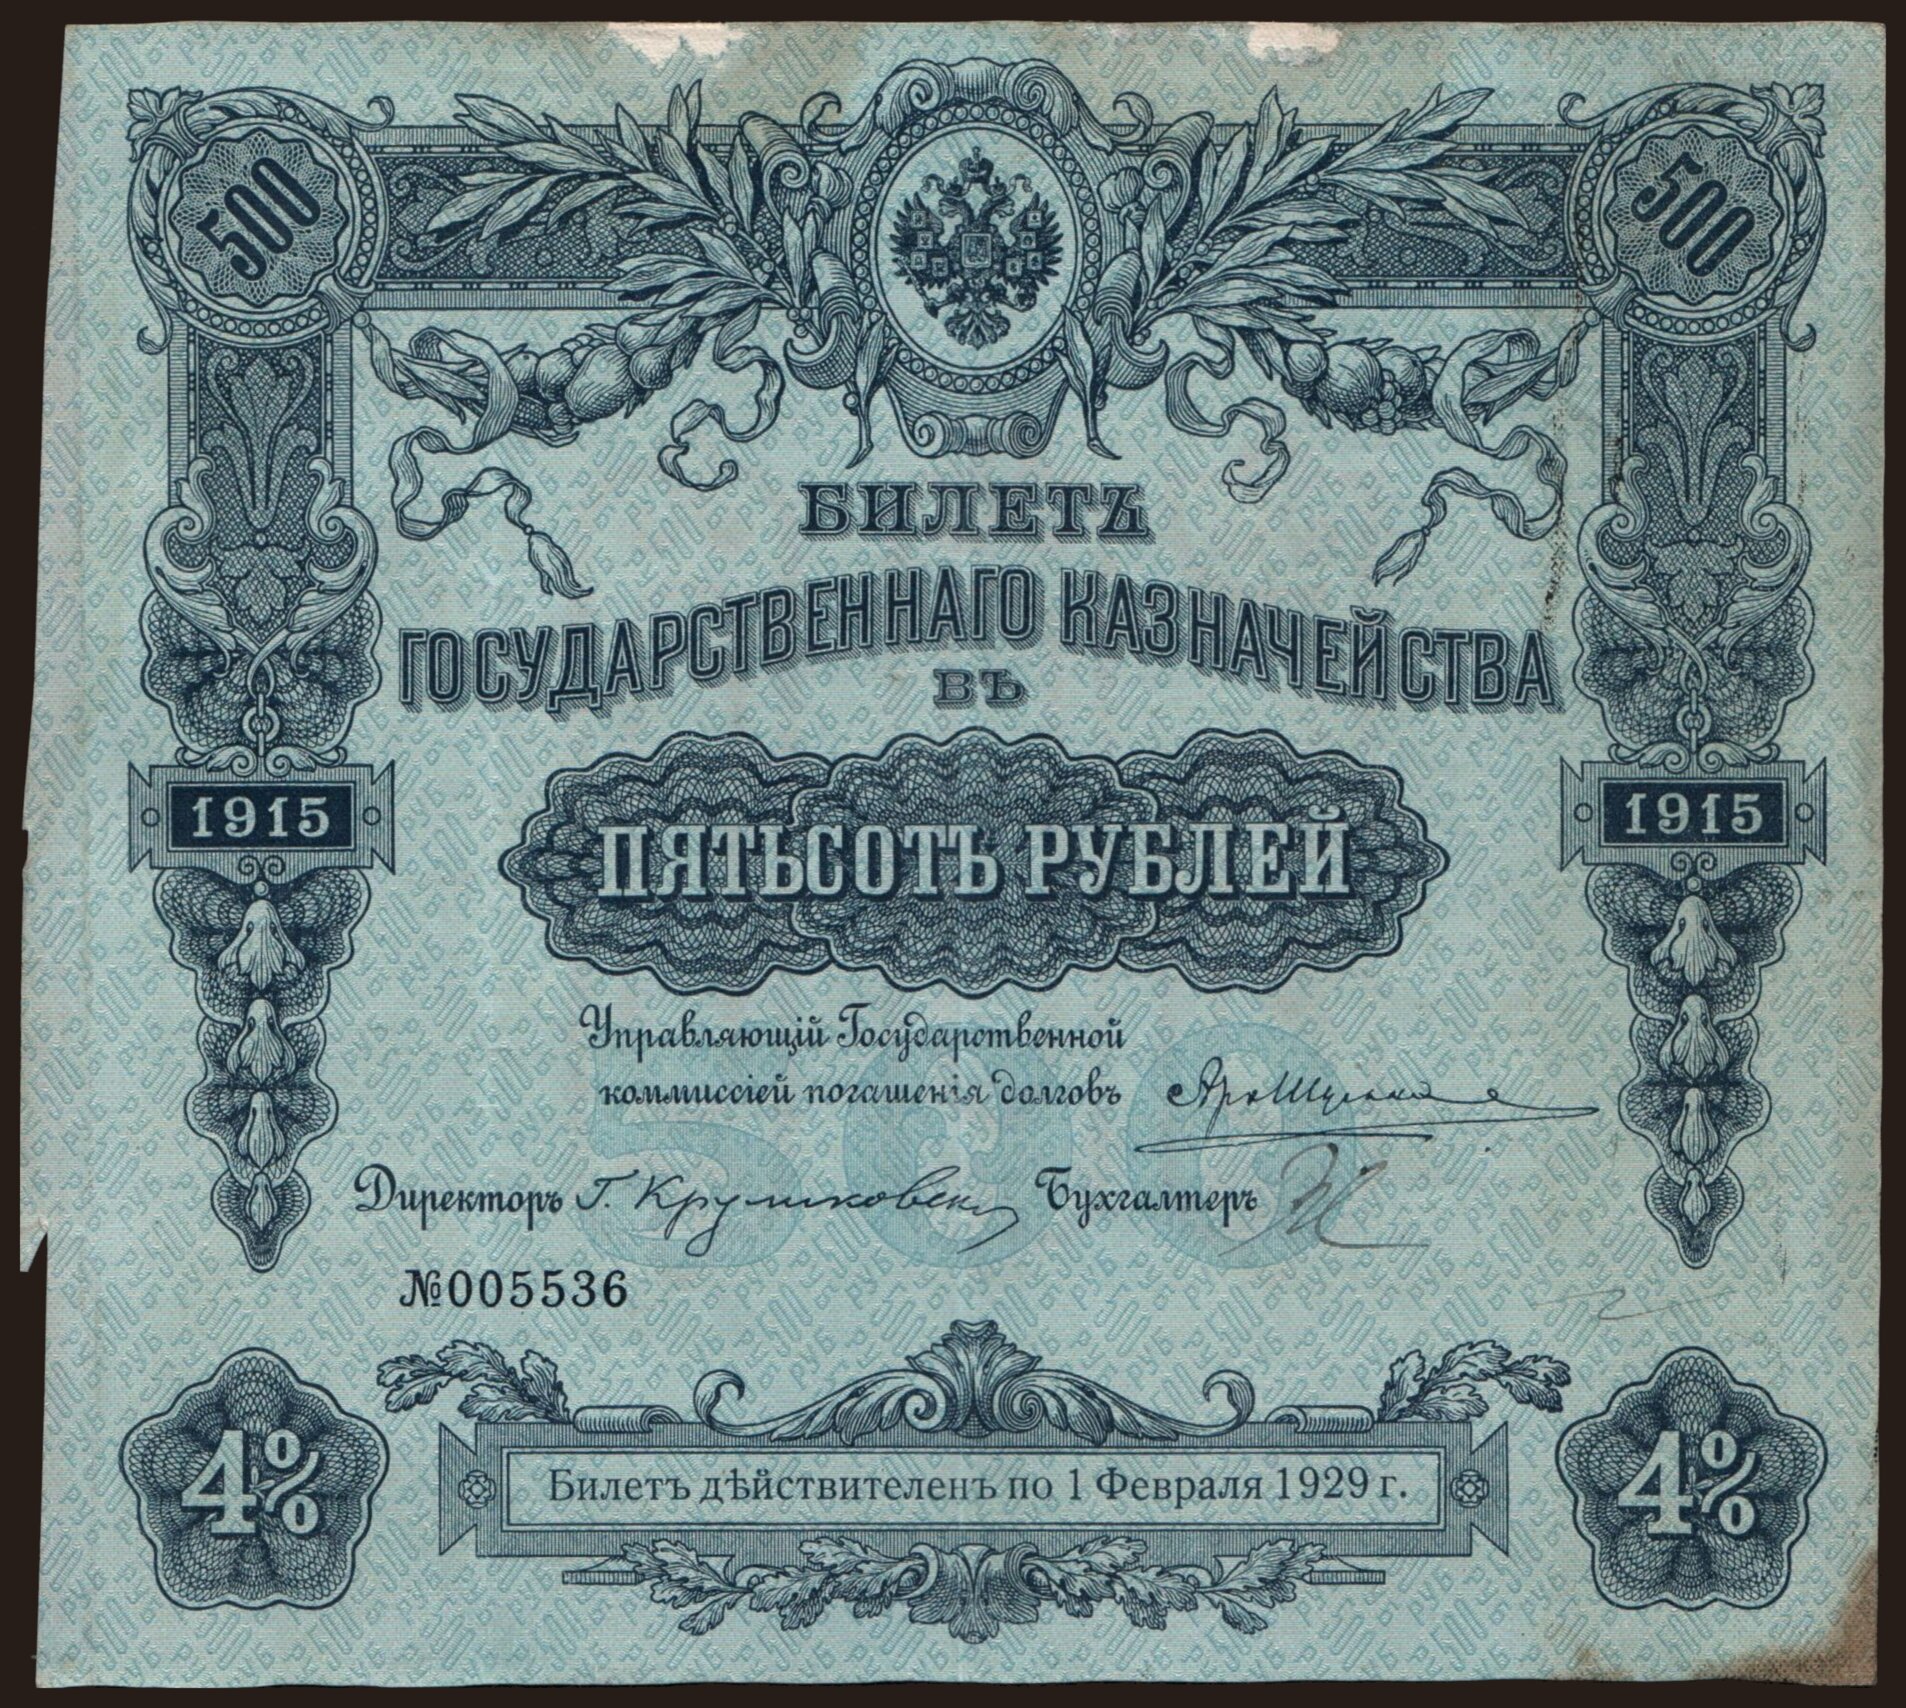 500 500
БИЛЕТЪ
ГОСУДАРСТВЕННАГО КАЗНАЧЕЙСТВА
ВЪ
1915 ПЯТЬСОТЪ РУБЛЕЙ 1915
500
Управляющій Государственной
коммиссіей погашенія долговъ
Директоръ Бухгалтеръ
№005536
4% 4%
Билетъ дѣйствителенъ по 1 Февраля 1929 г.